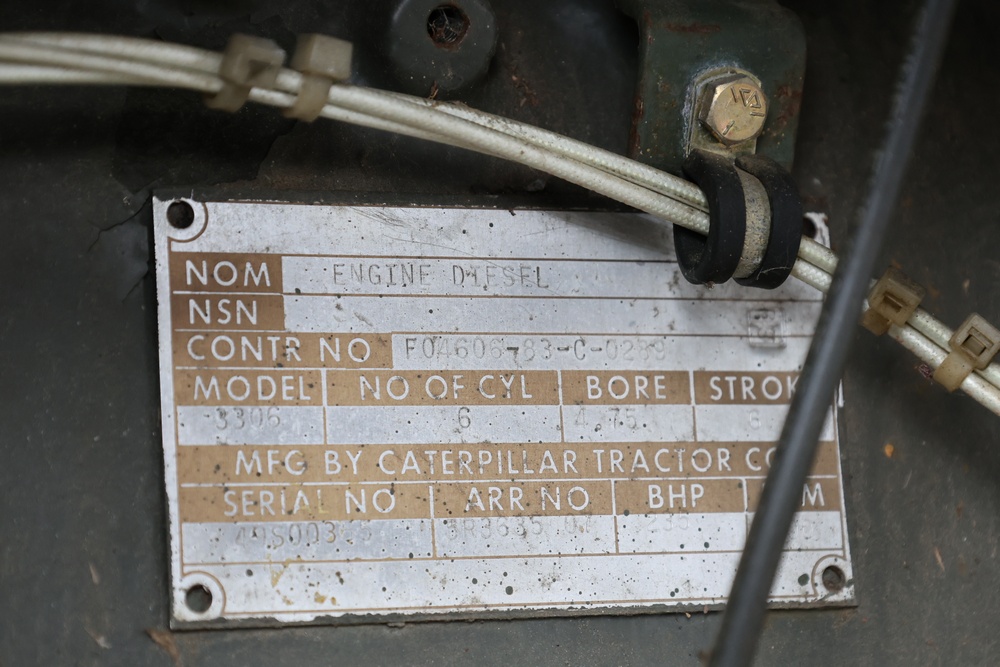 NOM ENGINE DIESEL
NSN
CONTR NO F04606-83-C-0289
MODEL NO OF CYL BORE
3306 6 4.75
MFG BY CATERPILLAR TRACTOR
SERIAL NO ARR NO BHP